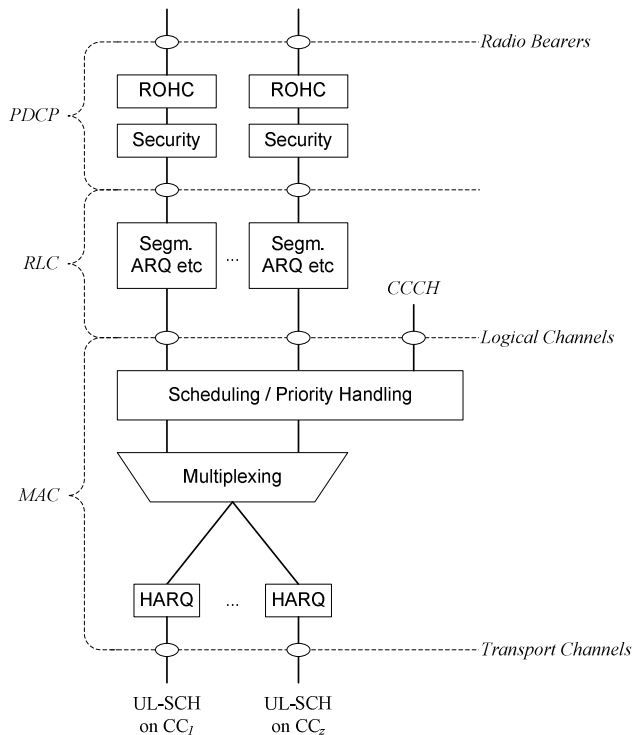 Radio Bearers
ROHC
ROHC
PDCP
Security
Security
Segm.
ARQ etc
...
Segm.
ARQ etc
RLC
CCCH
Logical Channels
Scheduling / Priority Handling
Multiplexing
MAC
HARQ
...
HARQ
Transport Channels
UL-SCH
on CC1
UL-SCH
on CCz